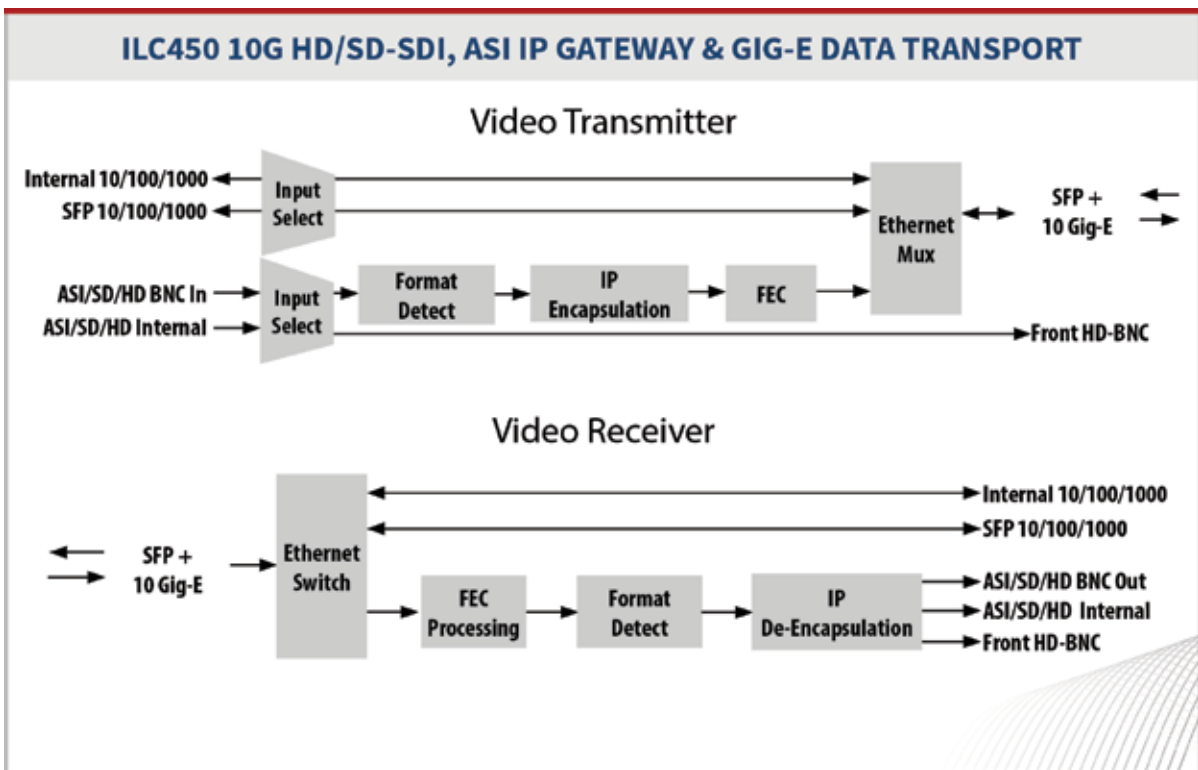 ILC450 10G HD/SD-SDI, ASI IP GATEWAY & GIG-E DATA TRANSPORT
Video Transmitter
Internal 10/100/1000
SFP 10/100/1000
Input
Select
Ethernet
Mux
SFP +
10 Gig-E
ASI/SD/HD BNC In
ASI/SD/HD Internal
Input
Select
Format
Detect
IP
Encapsulation
FEC
Front HD-BNC
Video Receiver
SFP +
10 Gig-E
Ethernet
Switch
Internal 10/100/1000
SFP 10/100/1000
FEC
Processing
Format
Detect
IP
De-Encapsulation
ASI/SD/HD BNC Out
ASI/SD/HD Internal
Front HD-BNC